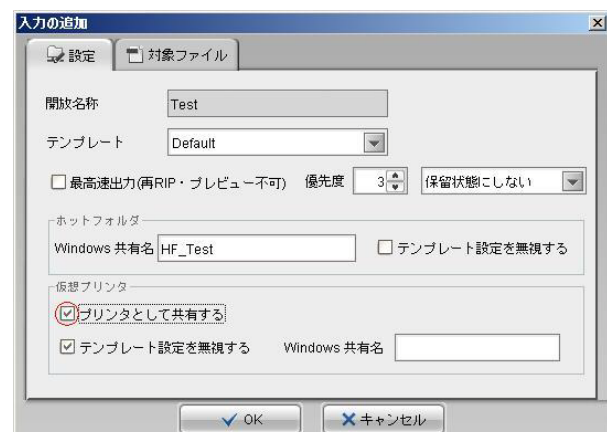 入力の追加
設定 対象ファイル
開放名称 Test
テンプレート Default
最高速出力(再RIP・プレビュー不可) 優先度 3 保留状態にしない
ホットフォルダ
Windows 共有名 HF_Test テンプレート設定を無視する
仮想プリンタ
プリンタとして共有する
テンプレート設定を無視する Windows 共有名
OK キャンセル